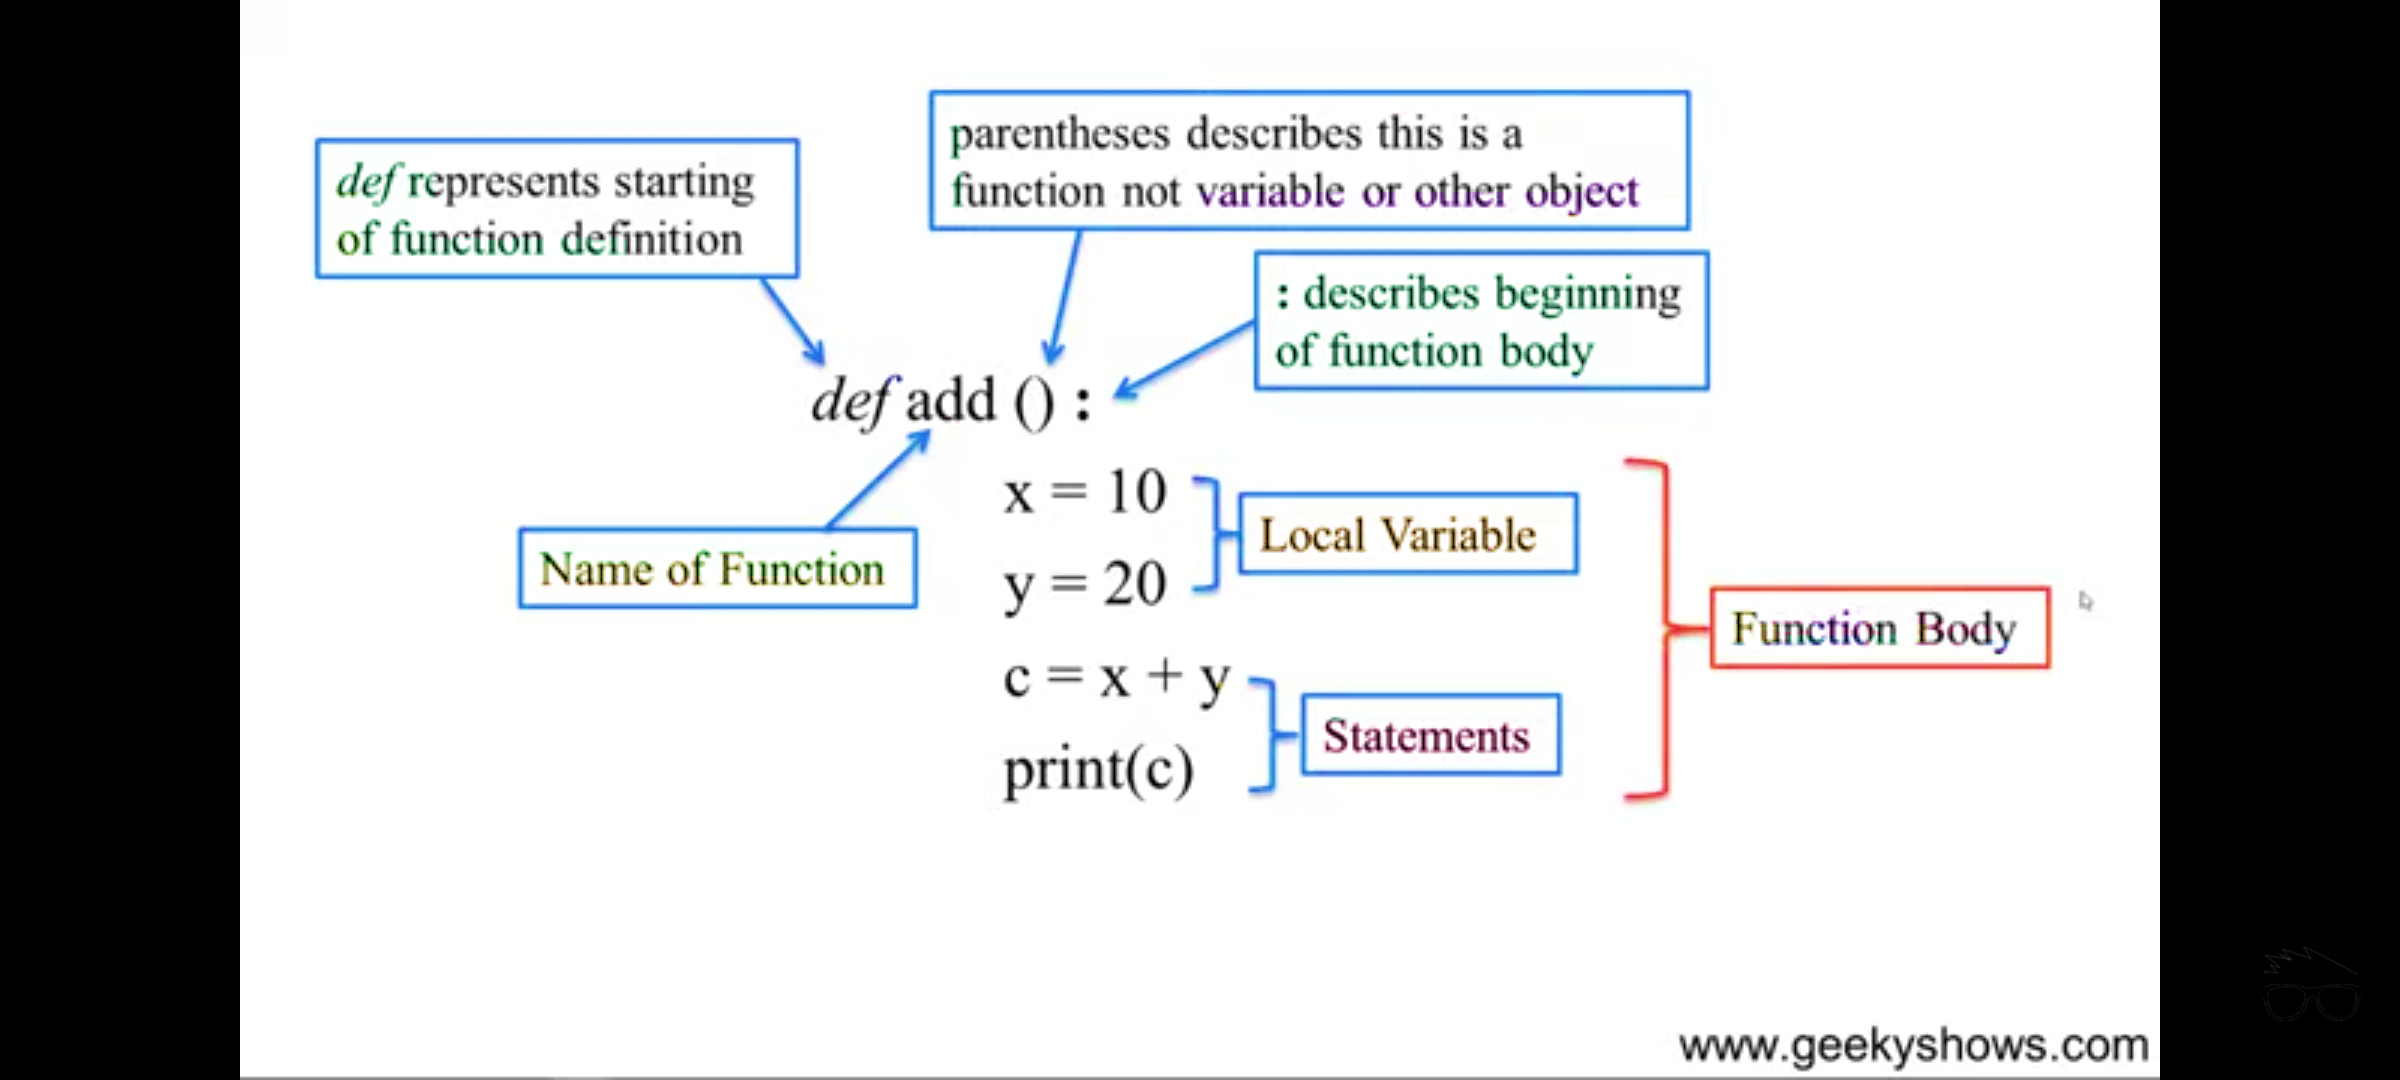 parentheses describes this is a
function not variable or other object
def represents starting
of function definition
: describes beginning
of function body
def add () :
x = 10
Local Variable
Name of Function
y = 20
Function Body
c = x + y
Statements
print(c)
www.geekyshows.com